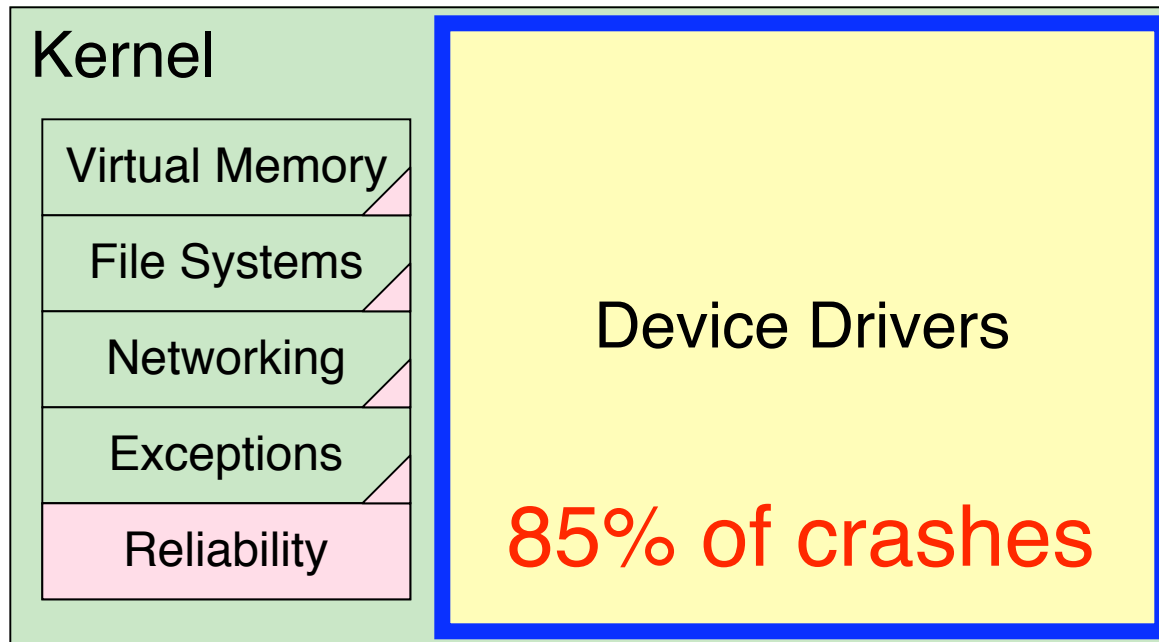 Kernel
Virtual Memory
File Systems
Networking
Exceptions
Reliability
Device Drivers
85% of crashes